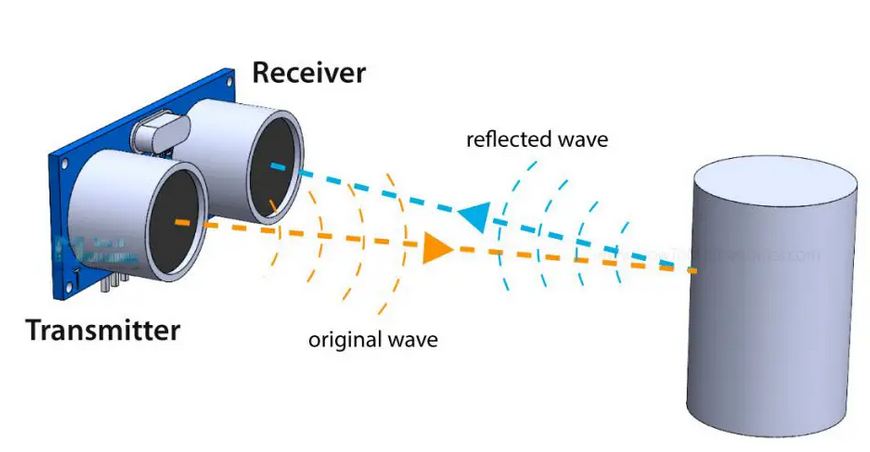 Receiver
reflected wave
T
Transmitter
original wave